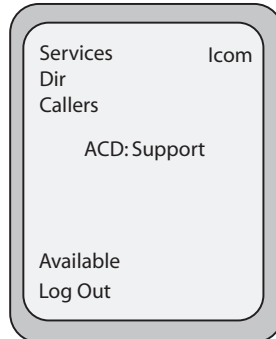 Services Icom
Dir
Callers
ACD: Support
Available
Log Out